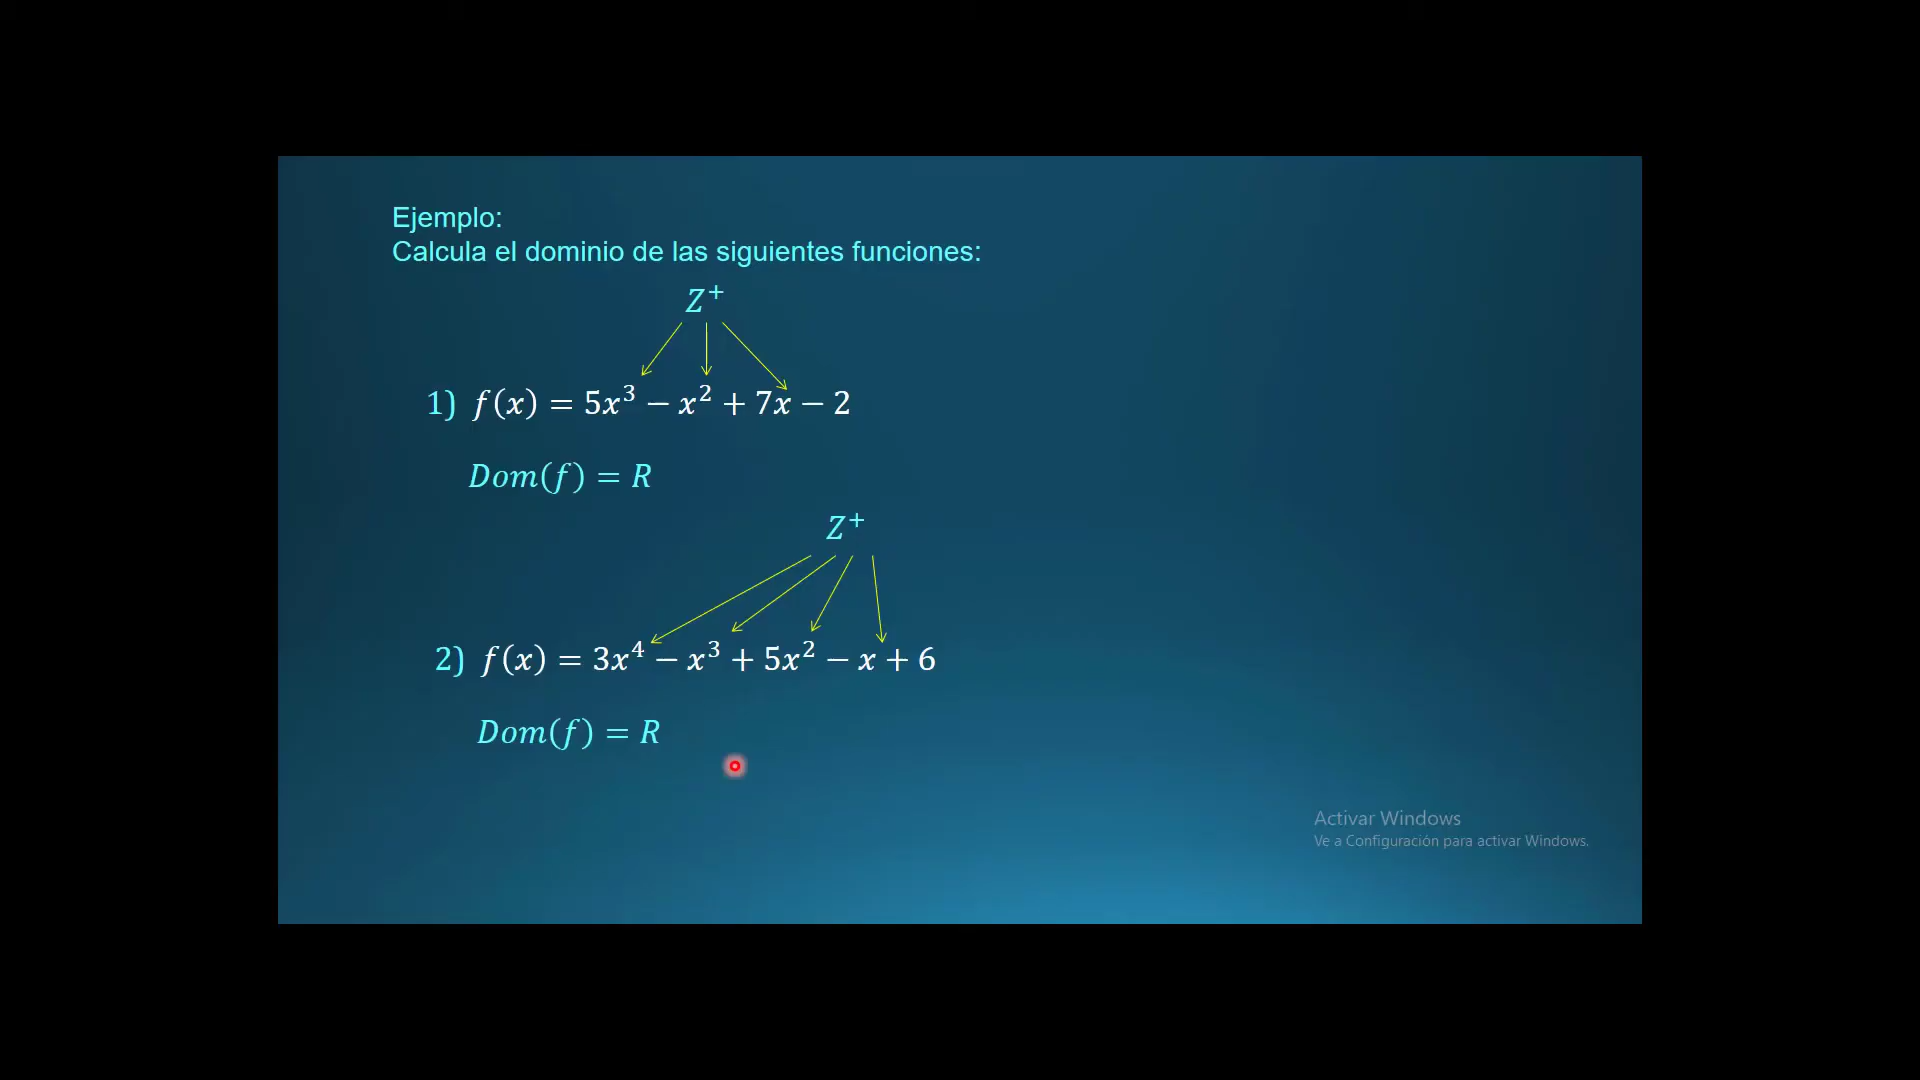 Ejemplo:
Calcula el dominio de las siguientes funciones:
Z⁺
1) f(x) = 5x³ − x² + 7x − 2
Dom(f) = R
Z⁺
2) f(x) = 3x⁴ − x³ + 5x² − x + 6
Dom(f) = R
Activar Windows
Ve a Configuración para activar Windows.